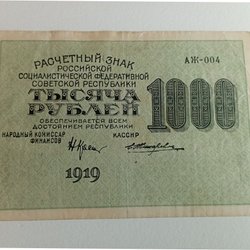 РАСЧЕТНЫЙ ЗНАК
РОССИЙСКОЙ
СОЦИАЛИСТИЧЕСКОЙ ФЕДЕРАТИВНОЙ
СОВЕТСКОЙ РЕСПУБЛИКИ
АЖ-004
ТЫСЯЧА
РУБЛЕЙ
1000
ОБЕСПЕЧИВАЕТСЯ ВСЕМ
ДОСТОЯНИЕМ РЕСПУБЛИКИ
НАРОДНЫЙ КОМИССАР
ФИНАНСОВ
КАССИР
1919